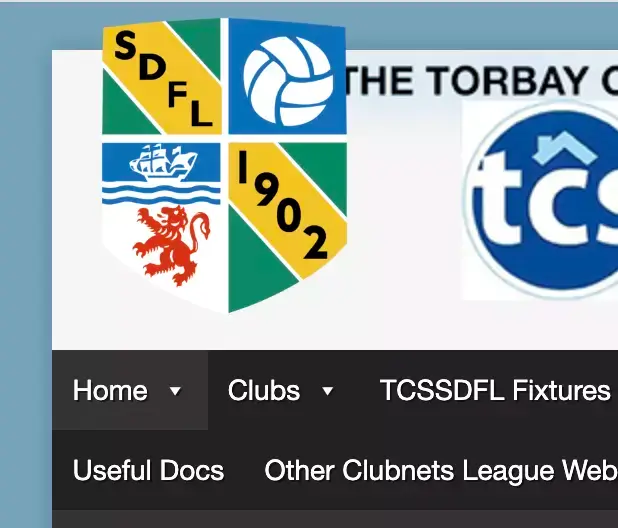 SDFL
THE TORBAY
1902
tcs
Home
Clubs
TCSSDFL Fixtures
Useful Docs
Other Clubnets League Web